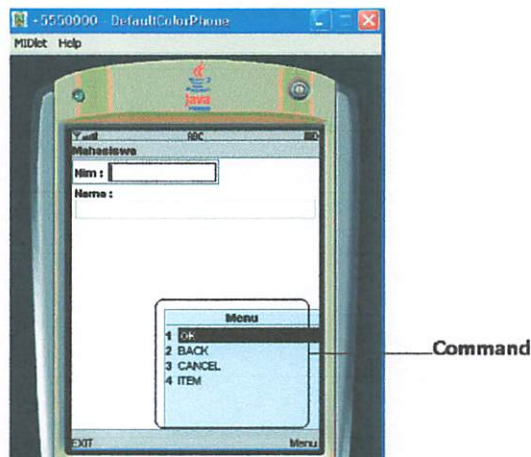 +5550000 - DefaultColorPhone
MIDlet Help
Java
ABC
Mahasiswa
Nim :
Nama :
Menu
1 OK
2 BACK
3 CANCEL
4 ITEM
Command
EXIT Menu